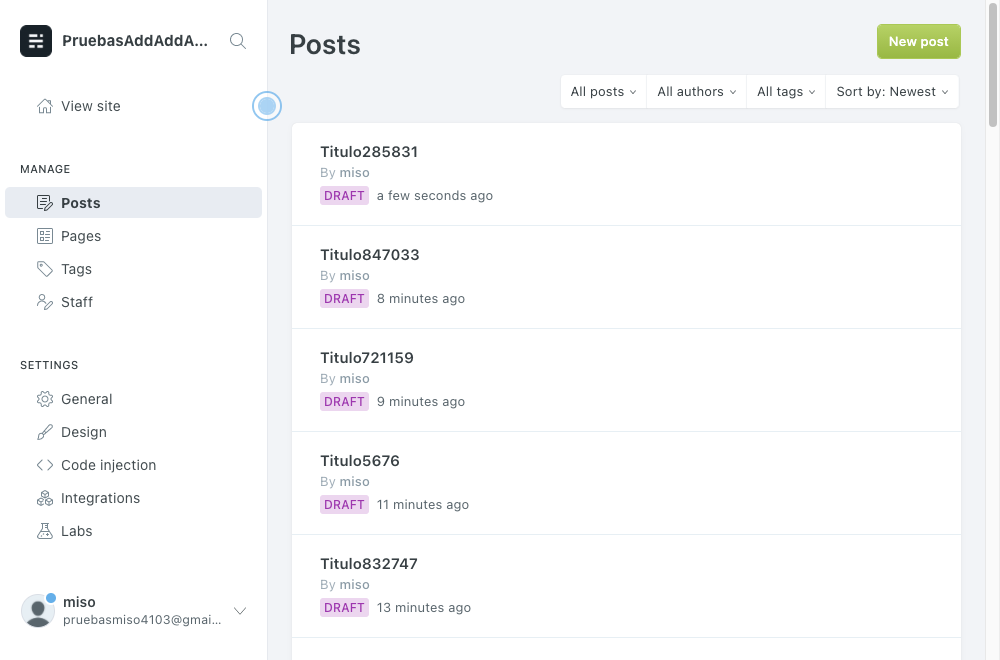 PruebasAddAddA...
View site
MANAGE
Posts
Pages
Tags
Staff
SETTINGS
General
Design
Code injection
Integrations
Labs
miso
pruebasmiso4103@gmai...
Posts
New post
All posts
All authors
All tags
Sort by: Newest
Titulo285831
By miso
DRAFT a few seconds ago
Titulo847033
By miso
DRAFT 8 minutes ago
Titulo721159
By miso
DRAFT 9 minutes ago
Titulo5676
By miso
DRAFT 11 minutes ago
Titulo832747
By miso
DRAFT 13 minutes ago